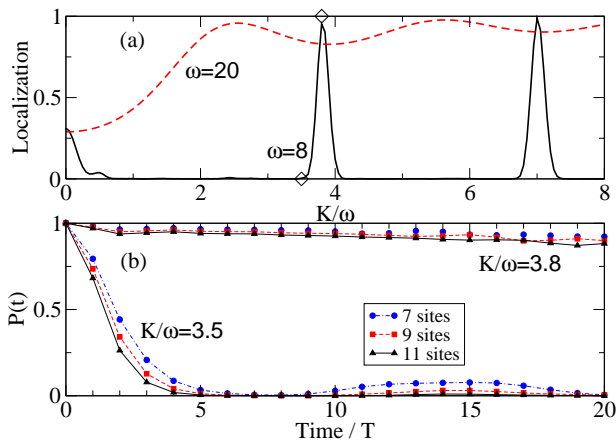 1
(a)
Localization
0.5
ω=20
ω=8
0
0 2 4 6 8
K/ω
1
(b)
K/ω=3.8
P(t)
0.5
K/ω=3.5
7 sites
9 sites
11 sites
0
0 5 10 15 20
Time / T